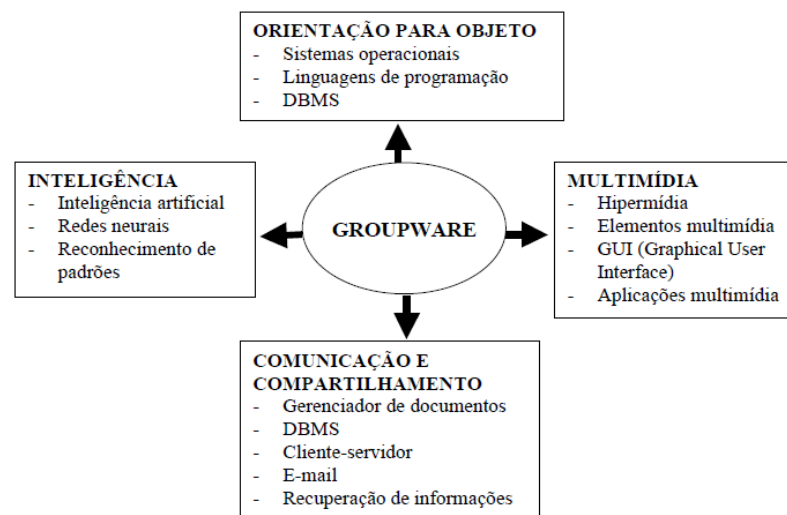 ORIENTAÇÃO PARA OBJETO
- Sistemas operacionais
- Linguagens de programação
- DBMS
INTELIGÊNCIA
- Inteligência artificial
- Redes neurais
- Reconhecimento de
padrões
GROUPWARE
MULTIMÍDIA
- Hipermídia
- Elementos multimídia
- GUI (Graphical User
Interface)
- Aplicações multimídia
COMUNICAÇÃO E
COMPARTILHAMENTO
- Gerenciador de documentos
- DBMS
- Cliente-servidor
- E-mail
- Recuperação de informações